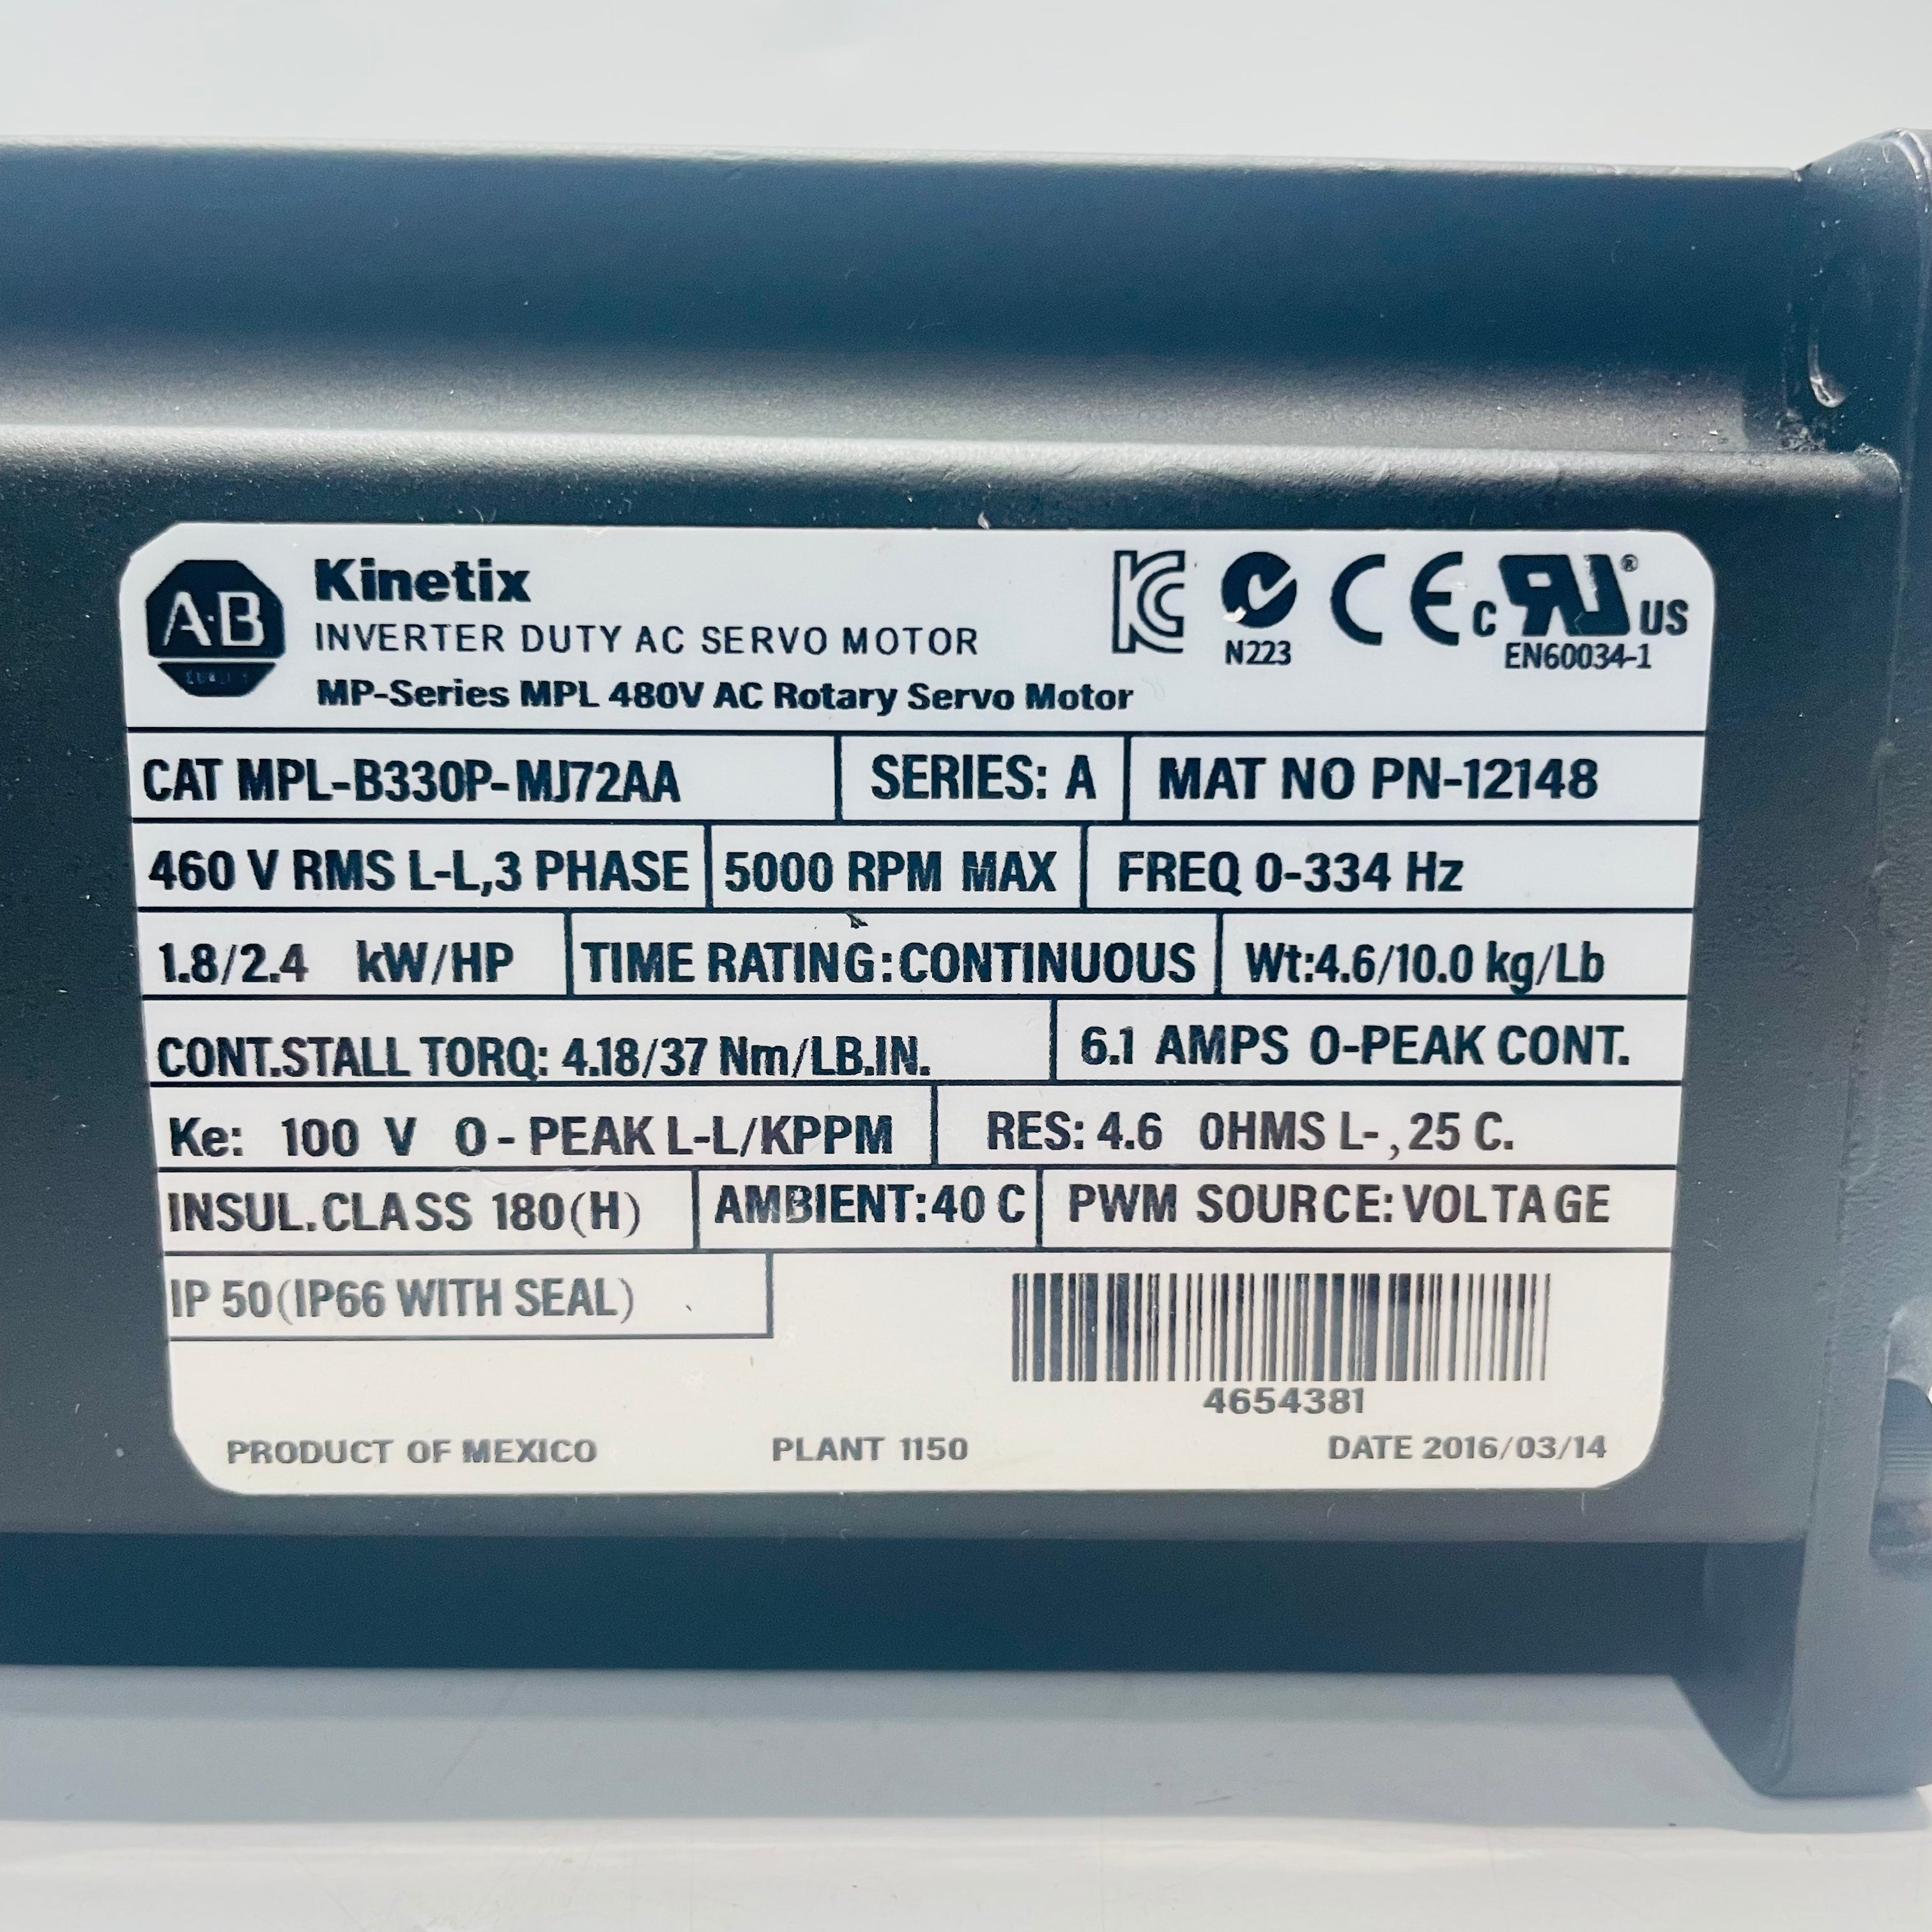 A·B
Kinetix
INVERTER DUTY AC SERVO MOTOR
MP-Series MPL 480V AC Rotary Servo Motor
KC N223 CE c RU ® US
EN60034-1
CAT MPL-B330P-MJ72AA SERIES: A MAT NO PN-12148
460 V RMS L-L,3 PHASE 5000 RPM MAX FREQ 0-334 Hz
1.8/2.4 kW/HP TIME RATING:CONTINUOUS Wt:4.6/10.0 kg/Lb
CONT.STALL TORQ: 4.18/37 Nm/LB.IN. 6.1 AMPS O-PEAK CONT.
Ke: 100 V O-PEAK L-L/KPPM RES: 4.6 OHMS L-,25 C.
INSUL.CLASS 180(H) AMBIENT:40 C PWM SOURCE:VOLTAGE
IP 50(IP66 WITH SEAL)
4654381
PRODUCT OF MEXICO PLANT 1150 DATE 2016/03/14